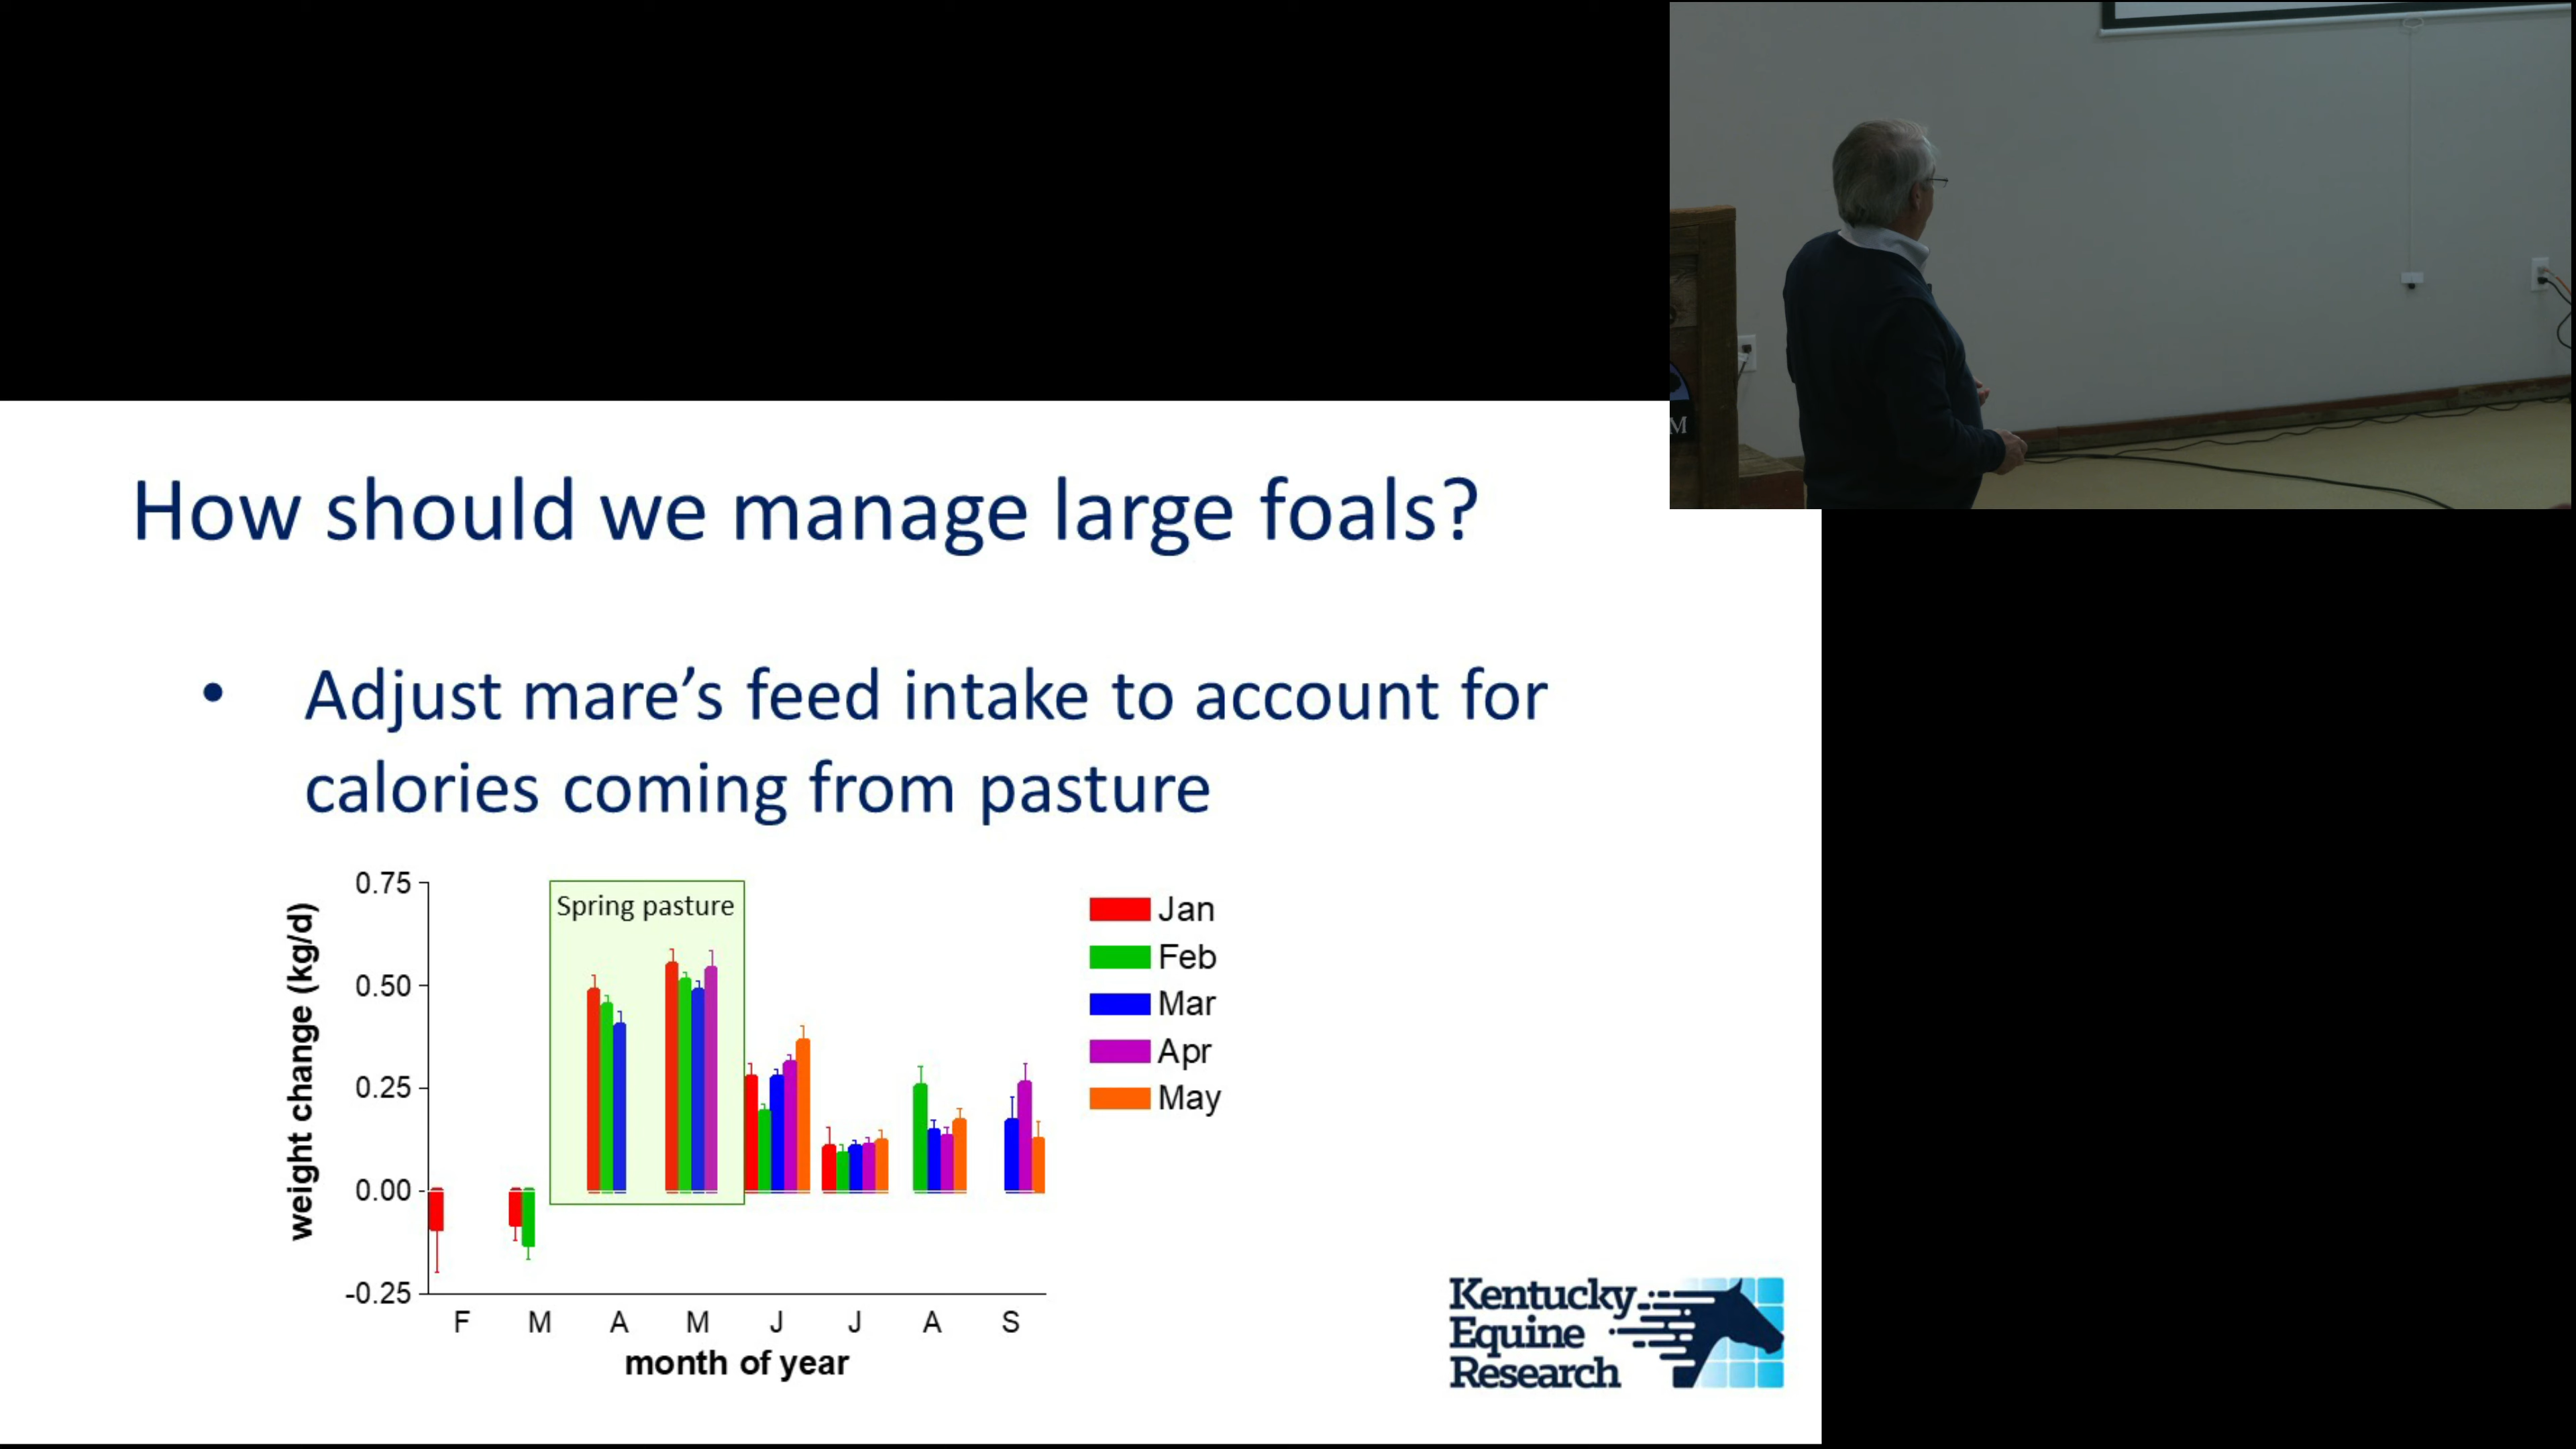 M
How should we manage large foals?
• Adjust mare’s feed intake to account for
calories coming from pasture
weight change (kg/d)
0.75
0.50
0.25
0.00
-0.25
Spring pasture
F M A M J J A S
month of year
Jan
Feb
Mar
Apr
May
Kentucky
Equine
Research